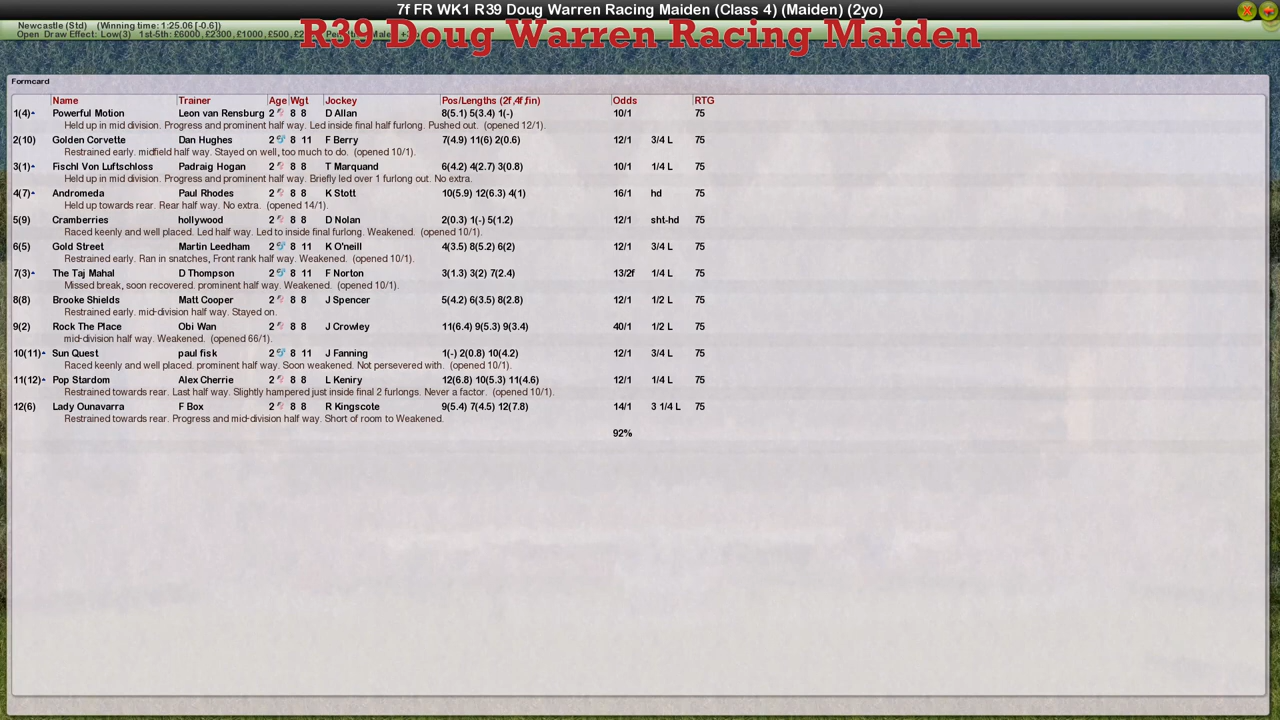 7f FR WK1 R39 Doug Warren Racing Maiden (Class 4) (Maiden) (2yo)
Newcastle (Std) (Winning time: 1:25.06 [-0.6])
Open Draw Effect: Low(3) 1st-5th: £6000, £2300, £1000, £500,
R39 Doug Warren Racing Maiden
Formcard
Name Trainer Age Wgt Jockey Pos/Lengths (2f,4f,fin) Odds RTG
1(4) Powerful Motion Leon van Rensburg 2 8 8 D Allan 8(5.1) 5(3.4) 1(-) 10/1 75
Held up in mid division. Progress and prominent half way. Led inside final half furlong. Pushed out. (opened 12/1).
2(10) Golden Corvette Dan Hughes 2 8 11 F Berry 7(4.9) 11(6) 2(0.6) 12/1 3/4 L 75
Restrained early. midfield half way. Stayed on well, too much to do. (opened 10/1).
3(1) Fischl Von Luftschloss Padraig Hogan 2 8 8 T Marquand 6(4.2) 4(2.7) 3(0.8) 10/1 1/4 L 75
Held up in mid division. Progress and prominent half way. Briefly led over 1 furlong out. No extra.
4(7) Andromeda Paul Rhodes 2 8 8 K Stott 10(5.9) 12(6.3) 4(1) 16/1 hd 75
Held up towards rear. Rear half way. No extra. (opened 14/1).
5(9) Cramberries hollywood 2 8 8 D Nolan 2(0.3) 1(-) 5(1.2) 12/1 sht-hd 75
Raced keenly and well placed. Led half way. Led to inside final furlong. Weakened. (opened 10/1).
6(5) Gold Street Martin Leedham 2 8 11 K O'neill 4(3.5) 8(5.2) 6(2) 12/1 3/4 L 75
Restrained early. Ran in snatches, Front rank half way. Weakened. (opened 10/1).
7(3) The Taj Mahal D Thompson 2 8 11 F Norton 3(1.3) 3(2) 7(2.4) 13/2f 1/4 L 75
Missed break, soon recovered. prominent half way. Weakened. (opened 10/1).
8(8) Brooke Shields Matt Cooper 2 8 8 J Spencer 5(4.2) 6(3.5) 8(2.8) 12/1 1/2 L 75
Restrained early. mid-division half way. Stayed on.
9(2) Rock The Place Obi Wan 2 8 8 J Crowley 11(6.4) 9(5.3) 9(3.4) 40/1 1/2 L 75
mid-division half way. Weakened. (opened 66/1).
10(11) Sun Quest paul fisk 2 8 11 J Fanning 1(-) 2(0.8) 10(4.2) 12/1 3/4 L 75
Raced keenly and well placed. prominent half way. Soon weakened. Not persevered with. (opened 10/1).
11(12) Pop Stardom Alex Cherrie 2 8 8 L Keniry 12(6.8) 10(5.3) 11(4.6) 12/1 1/4 L 75
Restrained towards rear. Last half way. Slightly hampered just inside final 2 furlongs. Never a factor. (opened 10/1).
12(6) Lady Ounavarra F Box 2 8 8 R Kingscote 9(5.4) 7(4.5) 12(7.8) 14/1 3 1/4 L 75
Restrained towards rear. Progress and mid-division half way. Short of room to Weakened.
92%